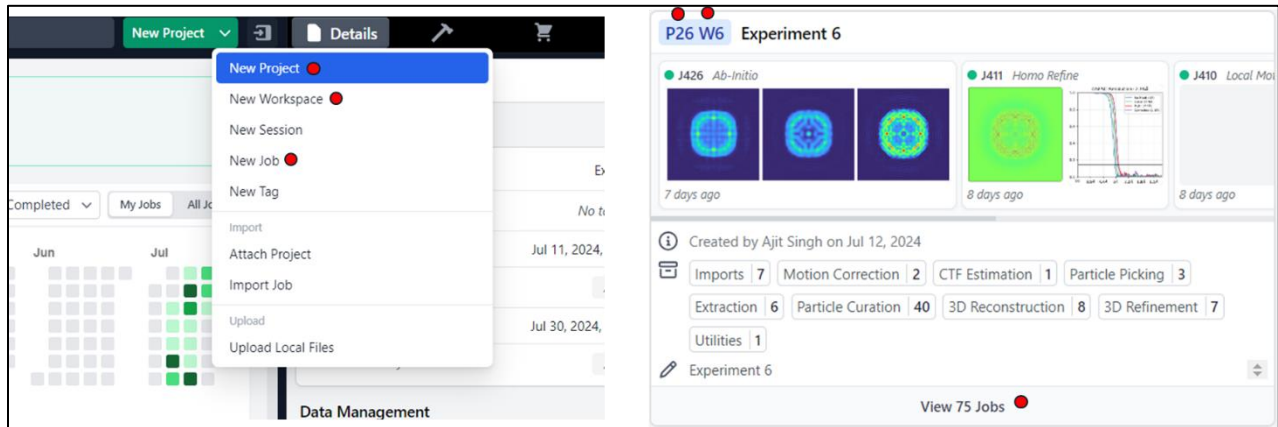 New Project
Details
New Project
New Workspace
New Session
New Job
New Tag
Import
Attach Project
Import Job
Upload
Upload Local Files
Completed
My Jobs
Jun
Jul
Jul 11, 2024,
Jul 30, 2024,
Data Management
P26 W6 Experiment 6
J426 Ab-Initio
7 days ago
J411 Homo Refine
8 days ago
J410 Local
8 days ago
Created by Ajit Singh on Jul 12, 2024
Imports 7 Motion Correction 2 CTF Estimation 1 Particle Picking 3
Extraction 6 Particle Curation 40 3D Reconstruction 8 3D Refinement 7
Utilities 1
Experiment 6
View 75 Jobs